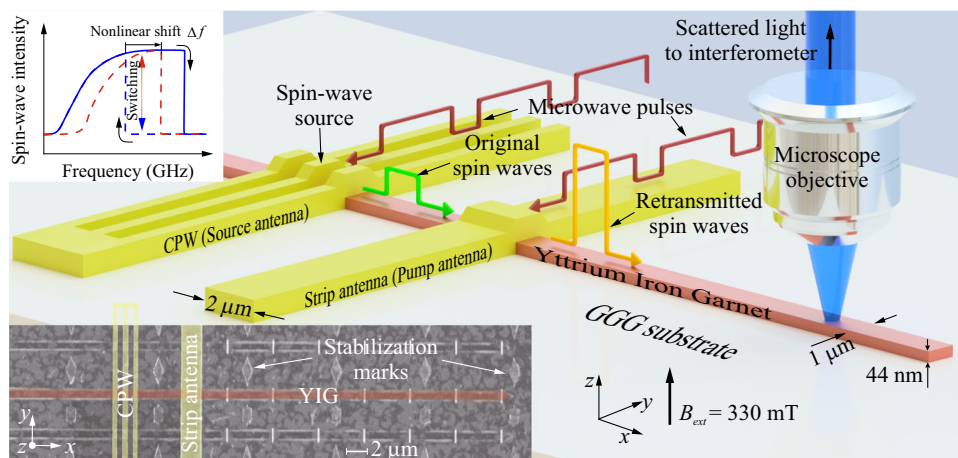 Nonlinear shift
Δf
Spin-wave intensity
Switching
Frequency (GHz)
Scattered light
to interferometer
Spin-wave
source
Microwave pulses
Original
spin waves
Microscope
objective
Retransmitted
spin waves
CPW (Source antenna)
Strip antenna (Pump antenna)
Yttrium Iron Garnet
2 μm
GGG substrate
1 μm
44 nm
z
y
x
B_ext = 330 mT
CPW
Strip antenna
Stabilization
marks
YIG
y
z
x
2 μm